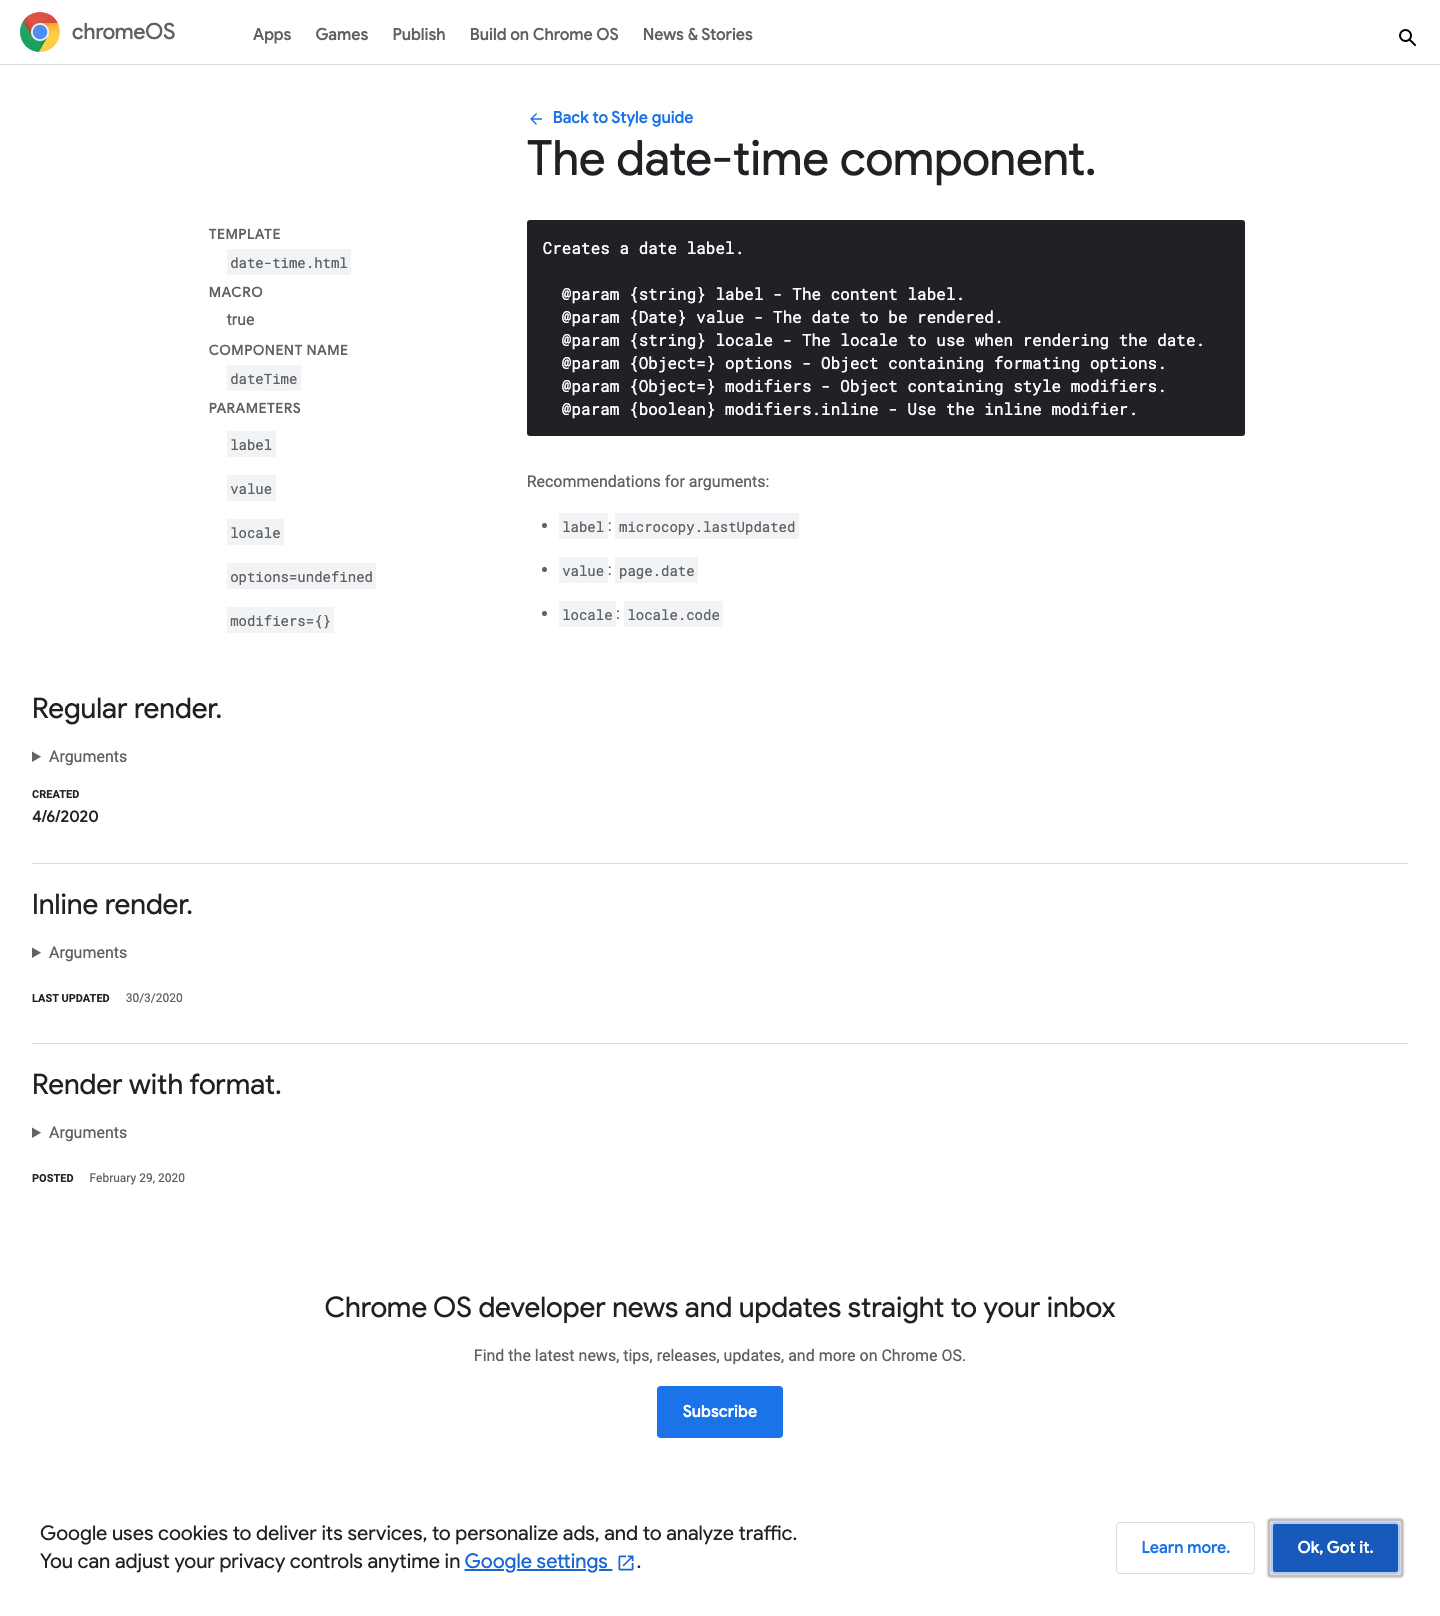 chromeOS
Apps Games Publish Build on Chrome OS News & Stories
Back to Style guide
The date-time component.
TEMPLATE
date-time.html
MACRO
true
COMPONENT NAME
dateTime
PARAMETERS
label
value
locale
options=undefined
modifiers={}
Creates a date label.
@param {string} label - The content label.
@param {Date} value - The date to be rendered.
@param {string} locale - The locale to use when rendering the date.
@param {Object=} options - Object containing formating options.
@param {Object=} modifiers - Object containing style modifiers.
@param {boolean} modifiers.inline - Use the inline modifier.
Recommendations for arguments:
• label: microcopy.lastUpdated
• value: page.date
• locale: locale.code
Regular render.
Arguments
CREATED
4/6/2020
Inline render.
Arguments
LAST UPDATED 30/3/2020
Render with format.
Arguments
POSTED February 29, 2020
Chrome OS developer news and updates straight to your inbox
Find the latest news, tips, releases, updates, and more on Chrome OS.
Subscribe
Google uses cookies to deliver its services, to personalize ads, and to analyze traffic.
You can adjust your privacy controls anytime in Google settings .
Learn more.
Ok, Got it.